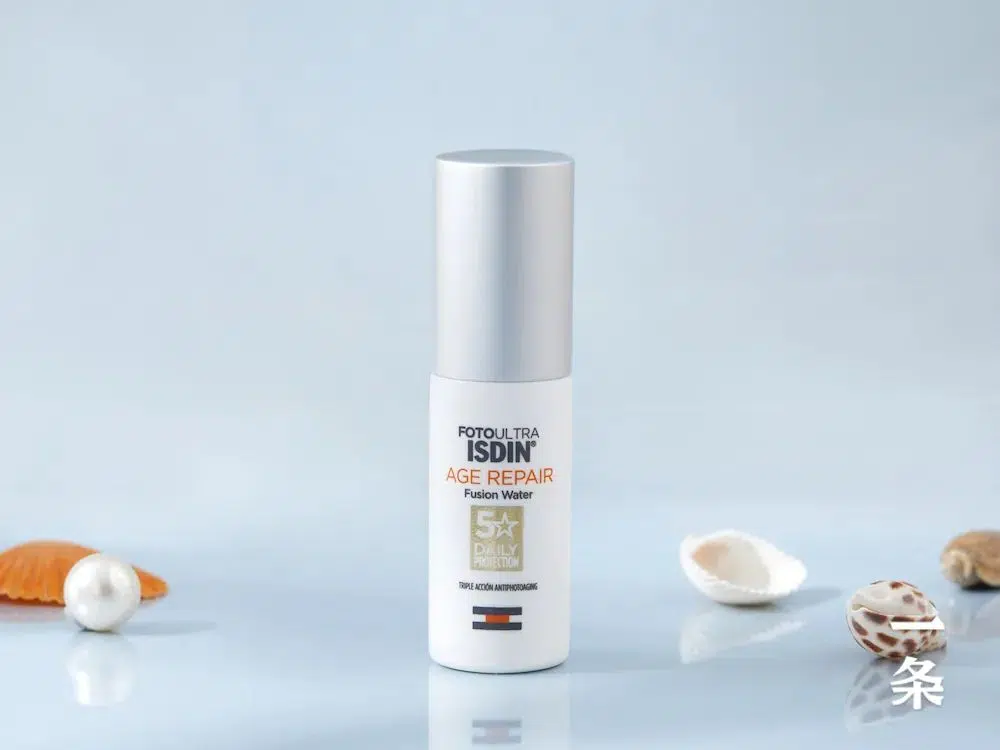 FOTOULTRA
ISDIN®
AGE REPAIR
Fusion Water
5☆
DAILY
PROTECTION
TRIPLE ACCIÓN ANTIPHOTOAGING
一
条